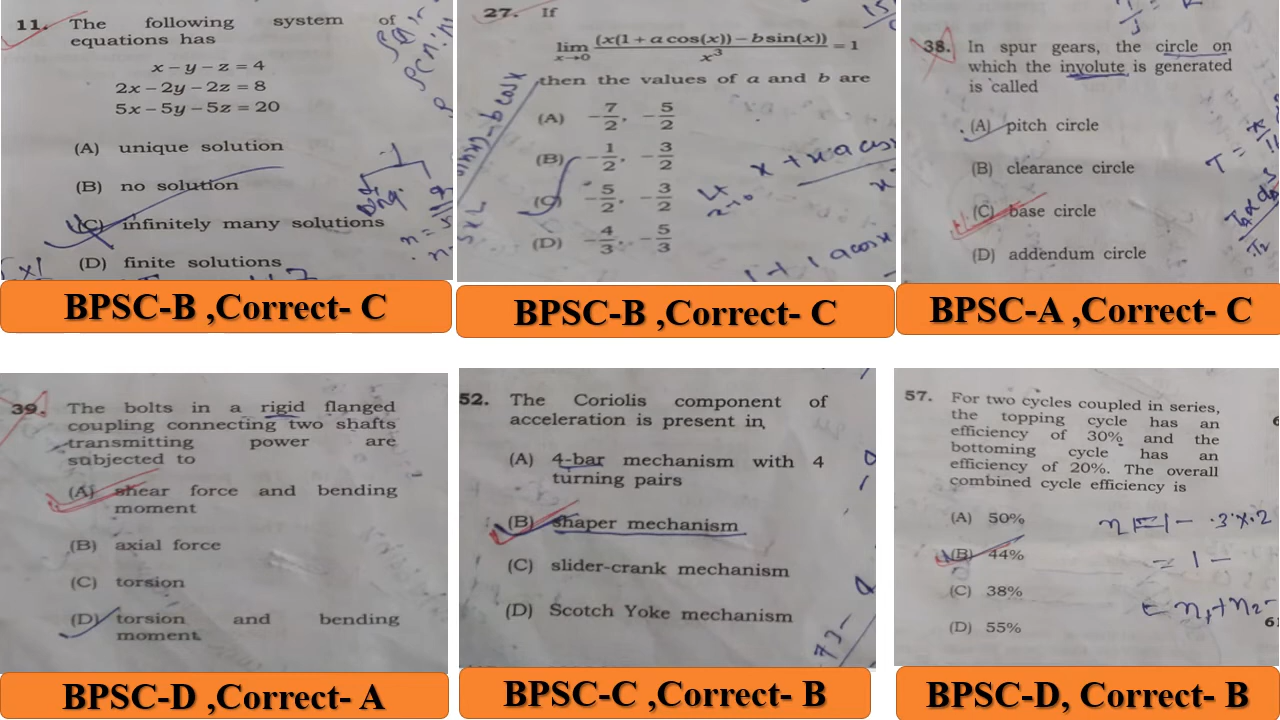 11. The following system of
equations has
x − y − z = 4
2x − 2y − 2z = 8
5x − 5y − 5z = 20
(A) unique solution
(B) no solution
(C) infinitely many solutions
(D) finite solutions
BPSC-B ,Correct- C
27. If
lim x→0 (x(1 + a cos(x)) − b sin(x)) / x³ = 1
then the values of a and b are
(A) −7/2, −5/2
(B) −1/2, −3/2
(C) −5/2, −3/2
(D) −4/3, −5/3
BPSC-B ,Correct- C
38. In spur gears, the circle on
which the involute is generated
is called
(A) pitch circle
(B) clearance circle
(C) base circle
(D) addendum circle
BPSC-A ,Correct- C
39. The bolts in a rigid flanged
coupling connecting two shafts
transmitting power are
subjected to
(A) shear force and bending
moment
(B) axial force
(C) torsion
(D) torsion and bending
moment
BPSC-D ,Correct- A
52. The Coriolis component of
acceleration is present in
(A) 4-bar mechanism with 4
turning pairs
(B) shaper mechanism
(C) slider-crank mechanism
(D) Scotch Yoke mechanism
BPSC-C ,Correct- B
57. For two cycles coupled in series,
the topping cycle has an
efficiency of 30% and the
bottoming cycle has an
efficiency of 20%. The overall
combined cycle efficiency is
(A) 50%
(B) 44%
(C) 38%
(D) 55%
BPSC-D, Correct- B